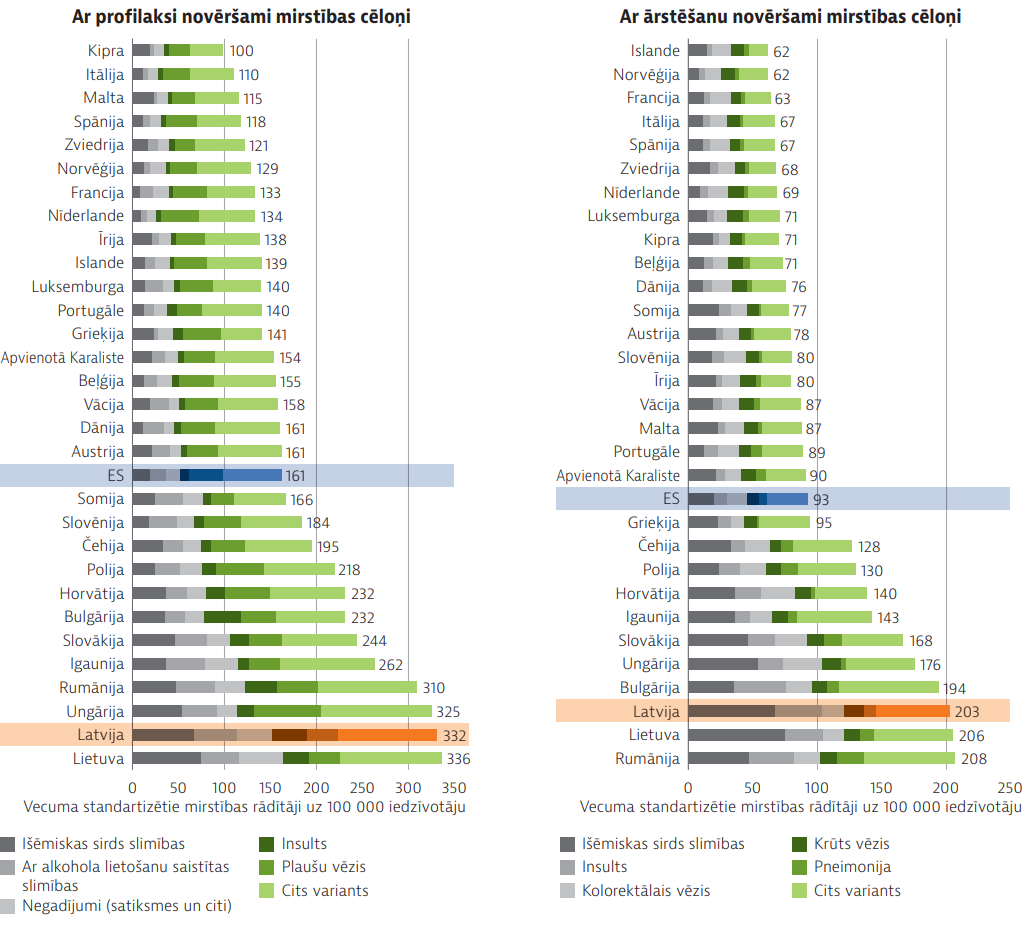 Ar profilaksi novēršami mirstības cēloņi
Kipra 100
Itālija 110
Malta 115
Spānija 118
Zviedrija 121
Norvēģija 129
Francija 133
Nīderlande 134
Īrija 138
Islande 139
Luksemburga 140
Portugāle 140
Grieķija 141
Apvienotā Karaliste 154
Beļģija 155
Vācija 158
Dānija 161
Austrija 161
ES 161
Somija 166
Slovēnija 184
Čehija 195
Polija 218
Horvātija 232
Bulgārija 232
Slovākija 244
Igaunija 262
Rumānija 310
Ungārija 325
Latvija 332
Lietuva 336
0 50 100 150 200 250 300 350
Vecuma standartizētie mirstības rādītāji uz 100 000 iedzīvotāju
Išēmiskas sirds slimības
Ar alkohola lietošanu saistītas
slimības
Negadījumi (satiksmes un citi)
Insults
Plaušu vēzis
Cits variants
Ar ārstēšanu novēršami mirstības cēloņi
Islande 62
Norvēģija 62
Francija 63
Itālija 67
Spānija 67
Zviedrija 68
Nīderlande 69
Luksemburga 71
Kipra 71
Beļģija 71
Dānija 76
Somija 77
Austrija 78
Slovēnija 80
Īrija 80
Vācija 87
Malta 87
Portugāle 89
Apvienotā Karaliste 90
ES 93
Grieķija 95
Čehija 128
Polija 130
Horvātija 140
Igaunija 143
Slovākija 168
Ungārija 176
Bulgārija 194
Latvija 203
Lietuva 206
Rumānija 208
0 50 100 150 200 250
Vecuma standartizētie mirstības rādītāji uz 100 000 iedzīvotāju
Išēmiskas sirds slimības
Insults
Kolorektālais vēzis
Krūts vēzis
Pneimonija
Cits variants